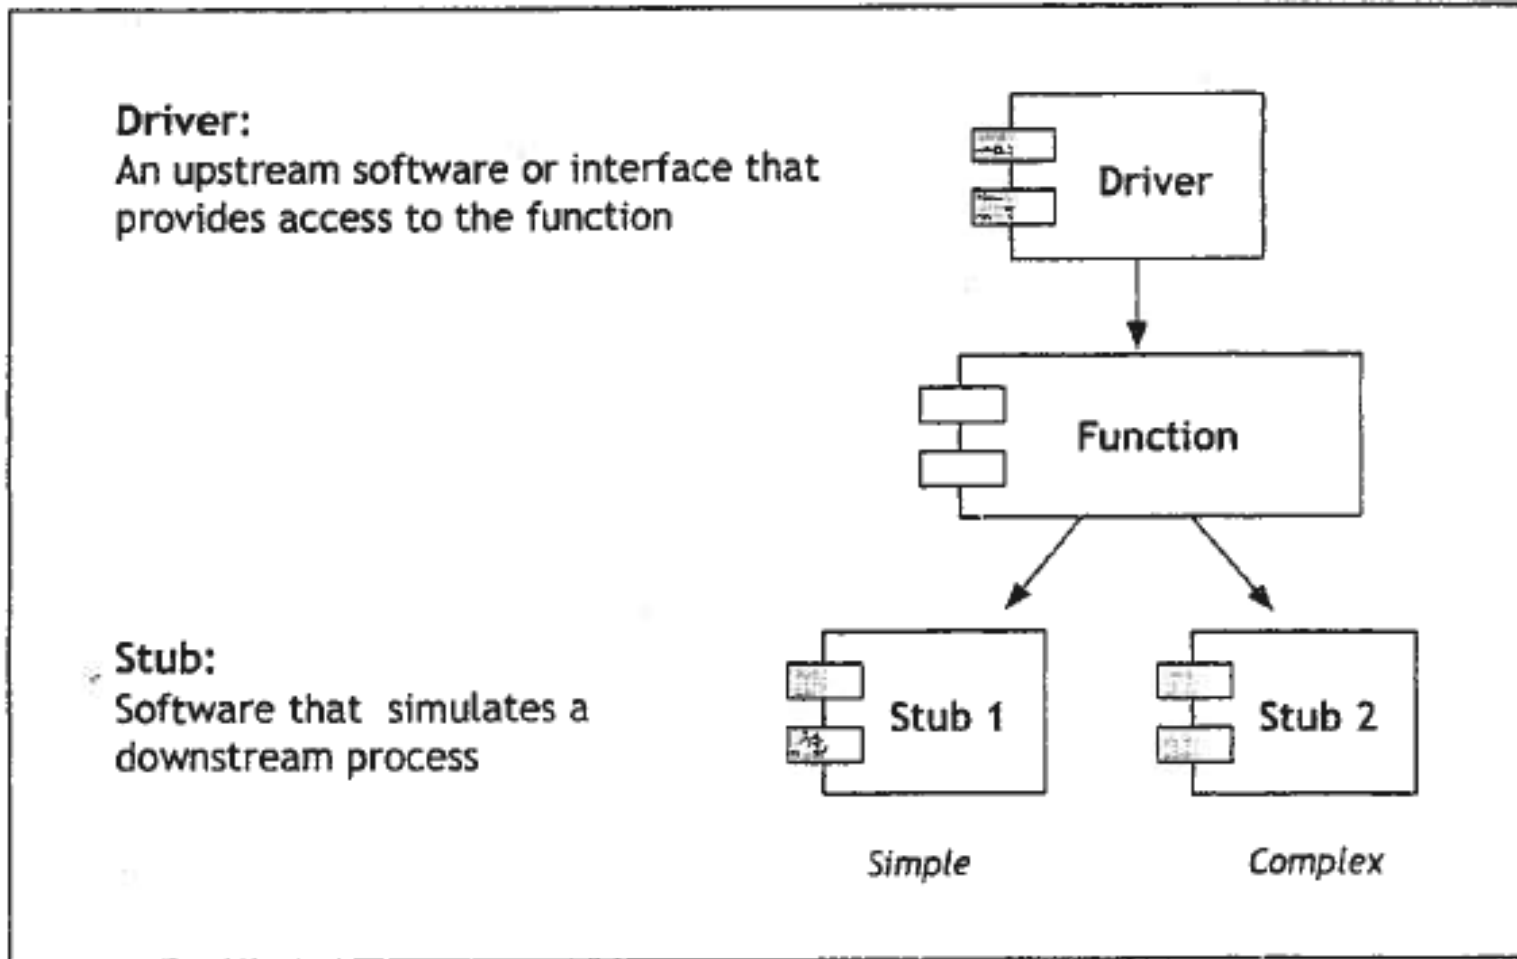 Driver:
An upstream software or interface that
provides access to the function
Driver
Function
Stub:
Software that simulates a
downstream process
Stub 1
Stub 2
Simple
Complex